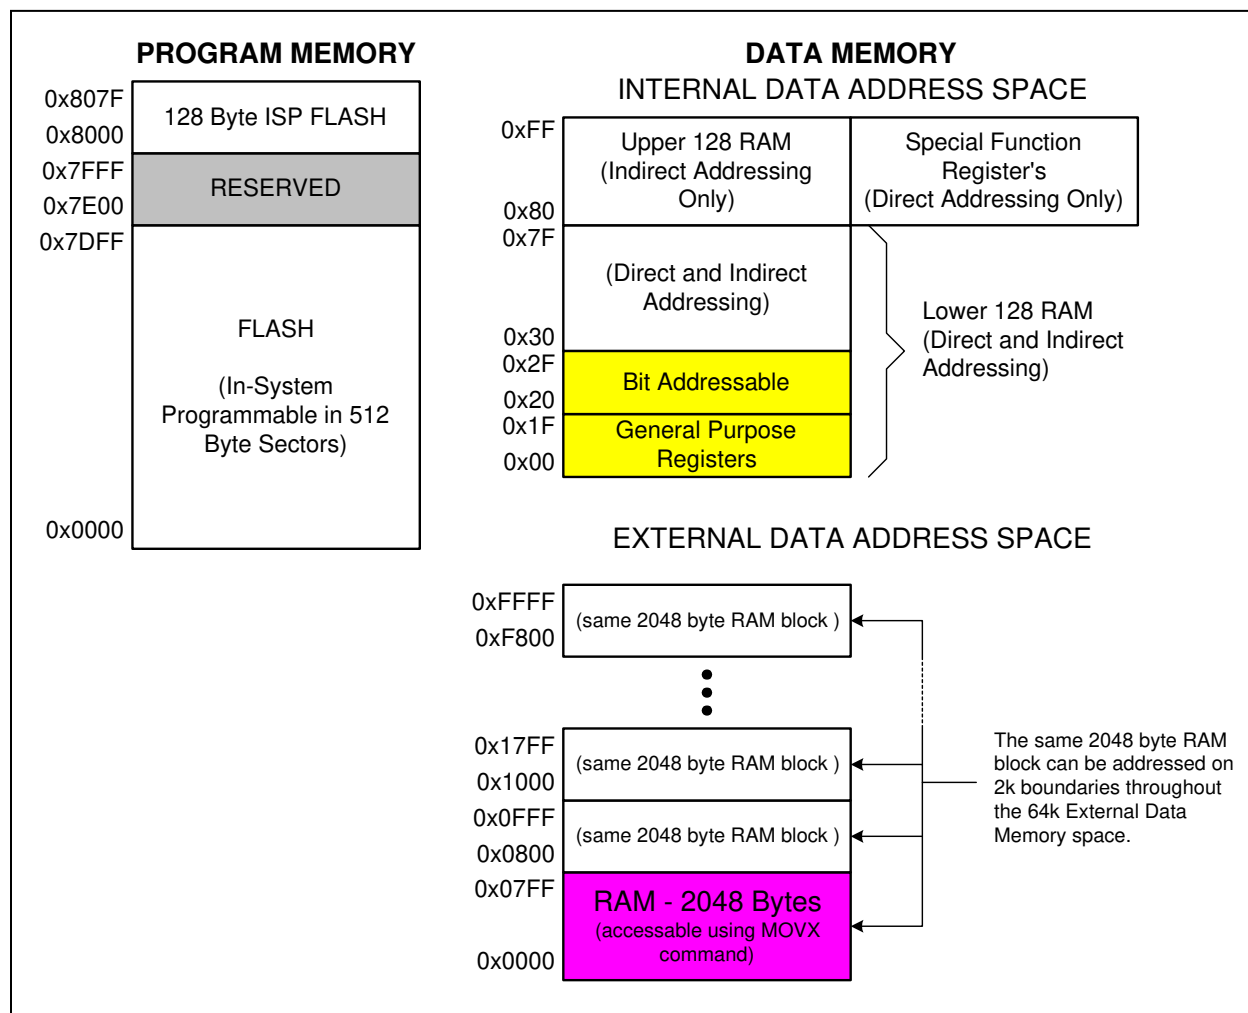 PROGRAM MEMORY
0x807F
0x8000
128 Byte ISP FLASH
0x7FFF
0x7E00
RESERVED
0x7DFF
FLASH
(In-System
Programmable in 512
Byte Sectors)
0x0000
DATA MEMORY
INTERNAL DATA ADDRESS SPACE
0xFF
Upper 128 RAM
(Indirect Addressing
Only)
0x80
Special Function
Register's
(Direct Addressing Only)
0x7F
(Direct and Indirect
Addressing)
0x30
Lower 128 RAM
(Direct and Indirect
Addressing)
0x2F
Bit Addressable
0x20
0x1F
General Purpose
Registers
0x00
EXTERNAL DATA ADDRESS SPACE
0xFFFF
(same 2048 byte RAM block )
0xF800
0x17FF
(same 2048 byte RAM block )
0x1000
0x0FFF
(same 2048 byte RAM block )
0x0800
The same 2048 byte RAM
block can be addressed on
2k boundaries throughout
the 64k External Data
Memory space.
0x07FF
RAM - 2048 Bytes
(accessable using MOVX
command)
0x0000